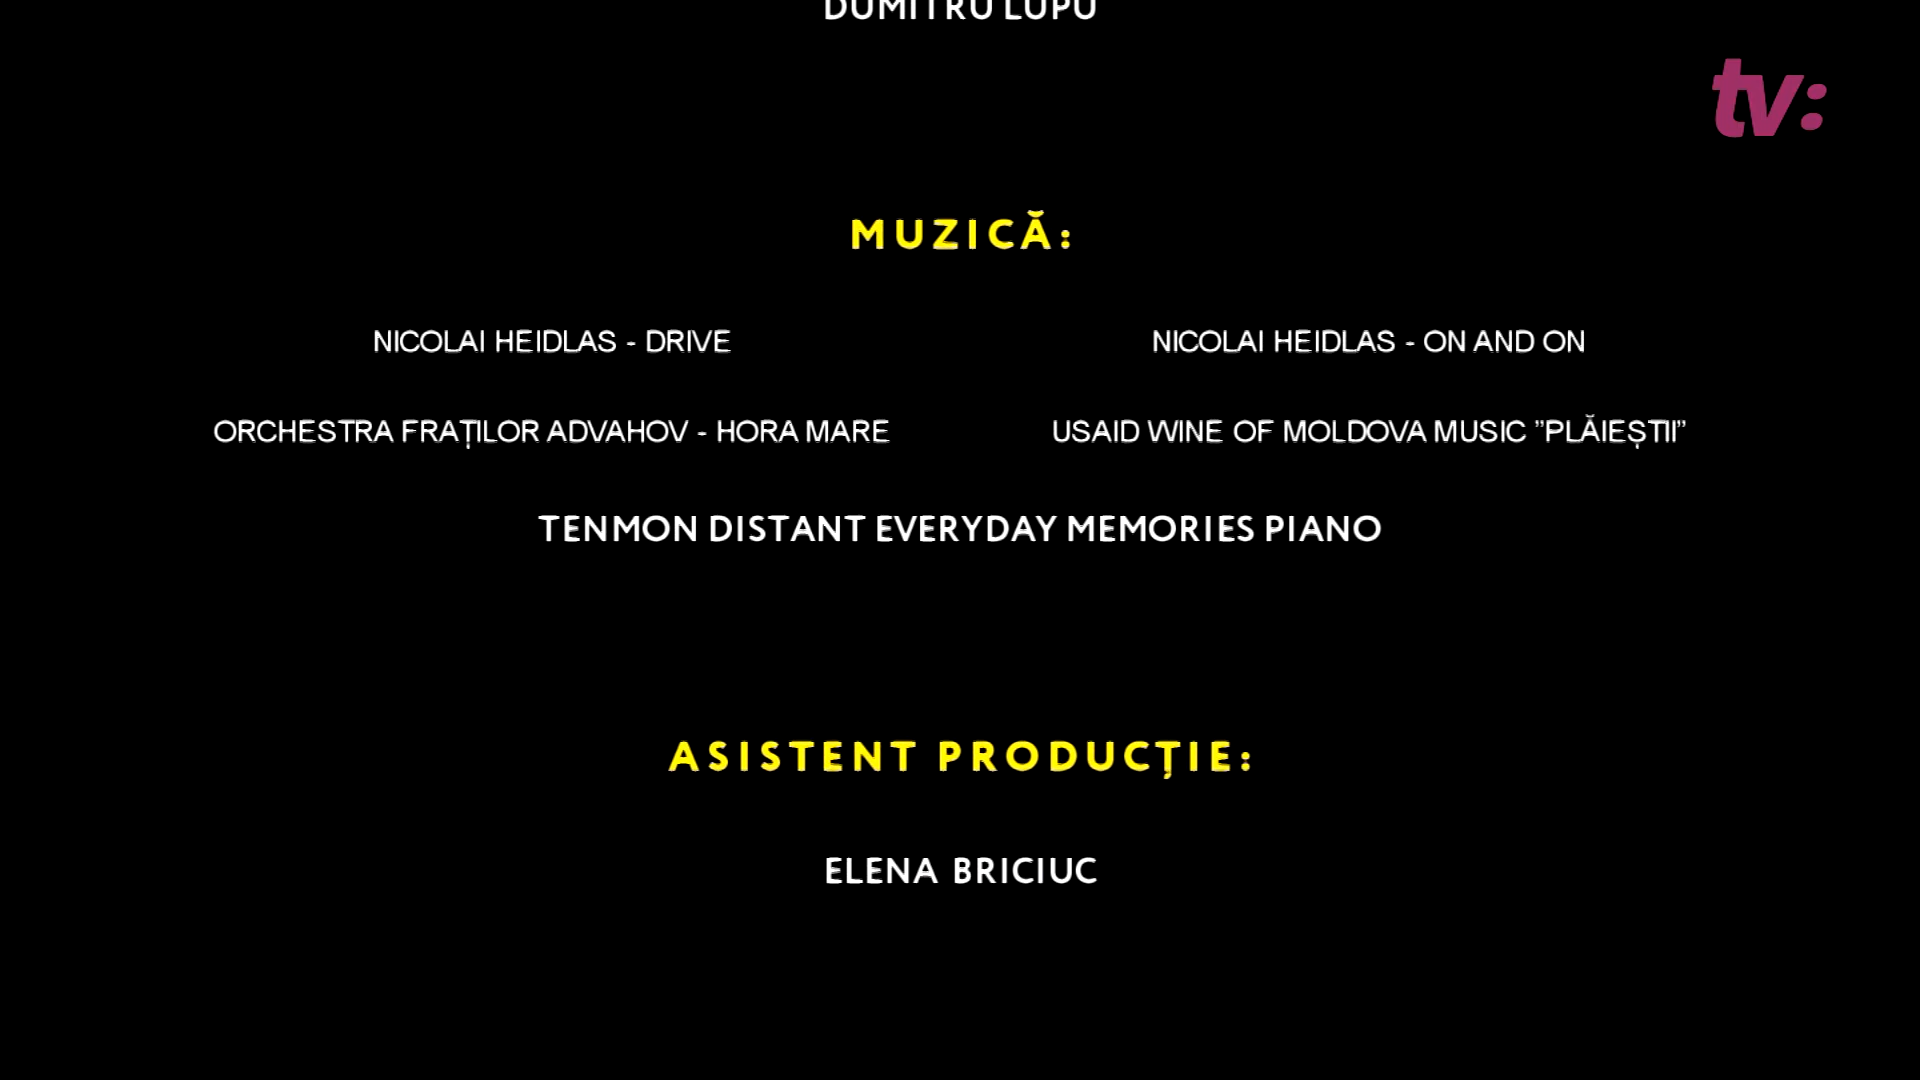 DUMITRU LUPU
tv:
MUZICĂ:
NICOLAI HEIDLAS - DRIVE
NICOLAI HEIDLAS - ON AND ON
ORCHESTRA FRAȚILOR ADVAHOV - HORA MARE
USAID WINE OF MOLDOVA MUSIC ”PLĂIEȘTII”
TENMON DISTANT EVERYDAY MEMORIES PIANO
ASISTENT PRODUCȚIE:
ELENA BRICIUC